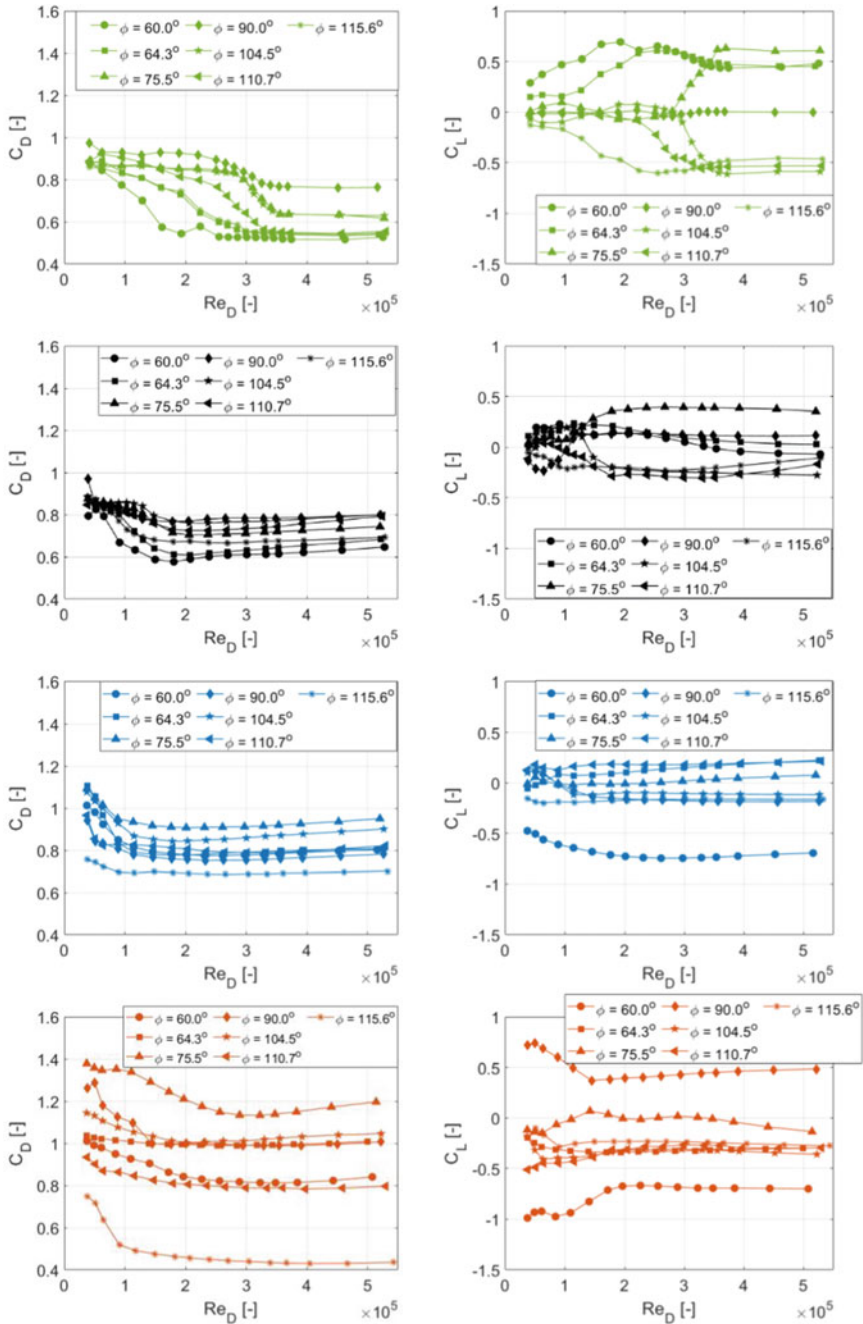 1.6
1.4
1.2
1
0.8
0.6
0.4
C_D [-]
ϕ = 60.0° ϕ = 90.0° ϕ = 115.6°
ϕ = 64.3° ϕ = 104.5°
ϕ = 75.5° ϕ = 110.7°
0 1 2 3 4 5
Re_D [-] ×10^5
1
0.5
0
-0.5
-1
-1.5
C_L [-]
ϕ = 60.0° ϕ = 90.0° ϕ = 115.6°
ϕ = 64.3° ϕ = 104.5°
ϕ = 75.5° ϕ = 110.7°
0 1 2 3 4 5
Re_D [-] ×10^5
1.6
1.4
1.2
1
0.8
0.6
0.4
C_D [-]
ϕ = 60.0° ϕ = 90.0° ϕ = 115.6°
ϕ = 64.3° ϕ = 104.5°
ϕ = 75.5° ϕ = 110.7°
0 1 2 3 4 5
Re_D [-] ×10^5
1
0.5
0
-0.5
-1
-1.5
C_L [-]
ϕ = 60.0° ϕ = 90.0° ϕ = 115.6°
ϕ = 64.3° ϕ = 104.5°
ϕ = 75.5° ϕ = 110.7°
0 1 2 3 4 5
Re_D [-] ×10^5
1.6
1.4
1.2
1
0.8
0.6
0.4
C_D [-]
ϕ = 60.0° ϕ = 90.0° ϕ = 115.6°
ϕ = 64.3° ϕ = 104.5°
ϕ = 75.5° ϕ = 110.7°
0 1 2 3 4 5
Re_D [-] ×10^5
1
0.5
0
-0.5
-1
-1.5
C_L [-]
ϕ = 60.0° ϕ = 90.0° ϕ = 115.6°
ϕ = 64.3° ϕ = 104.5°
ϕ = 75.5° ϕ = 110.7°
0 1 2 3 4 5
Re_D [-] ×10^5
1.6
1.4
1.2
1
0.8
0.6
0.4
C_D [-]
ϕ = 60.0° ϕ = 90.0° ϕ = 115.6°
ϕ = 64.3° ϕ = 104.5°
ϕ = 75.5° ϕ = 110.7°
0 1 2 3 4 5
Re_D [-] ×10^5
1
0.5
0
-0.5
-1
-1.5
C_L [-]
ϕ = 60.0° ϕ = 90.0° ϕ = 115.6°
ϕ = 64.3° ϕ = 104.5°
ϕ = 75.5° ϕ = 110.7°
0 1 2 3 4 5
Re_D [-] ×10^5